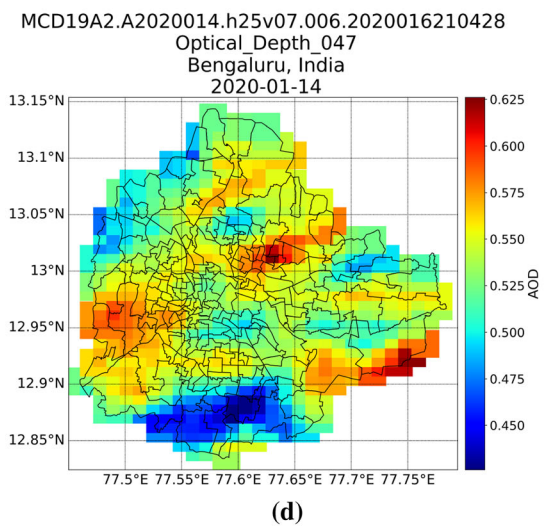 MCD19A2.A2020014.h25v07.006.2020016210428
Optical_Depth_047
Bengaluru, India
2020-01-14
13.15°N
13.1°N
13.05°N
13°N
12.95°N
12.9°N
12.85°N
77.5°E 77.55°E 77.6°E 77.65°E 77.7°E 77.75°E
0.625
0.600
0.575
0.550
0.525
0.500
0.475
0.450
AOD
(d)